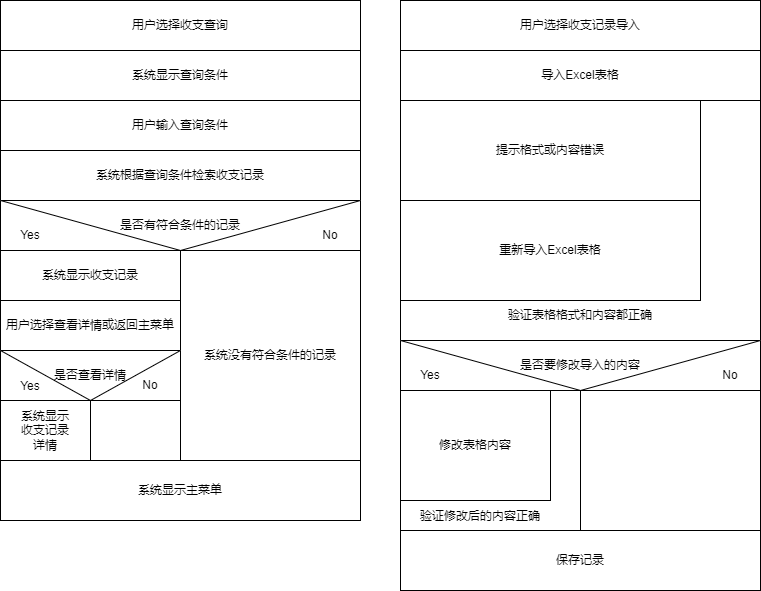 用户选择收支查询
系统显示查询条件
用户输入查询条件
系统根据查询条件检索收支记录
是否有符合条件的记录
Yes
No
系统显示收支记录
用户选择查看详情或返回主菜单
是否查看详情
Yes
No
系统显示
收支记录
详情
系统没有符合条件的记录
系统显示主菜单
用户选择收支记录导入
导入Excel表格
提示格式或内容错误
重新导入Excel表格
验证表格格式和内容都正确
是否要修改导入的内容
Yes
No
修改表格内容
验证修改后的内容正确
保存记录